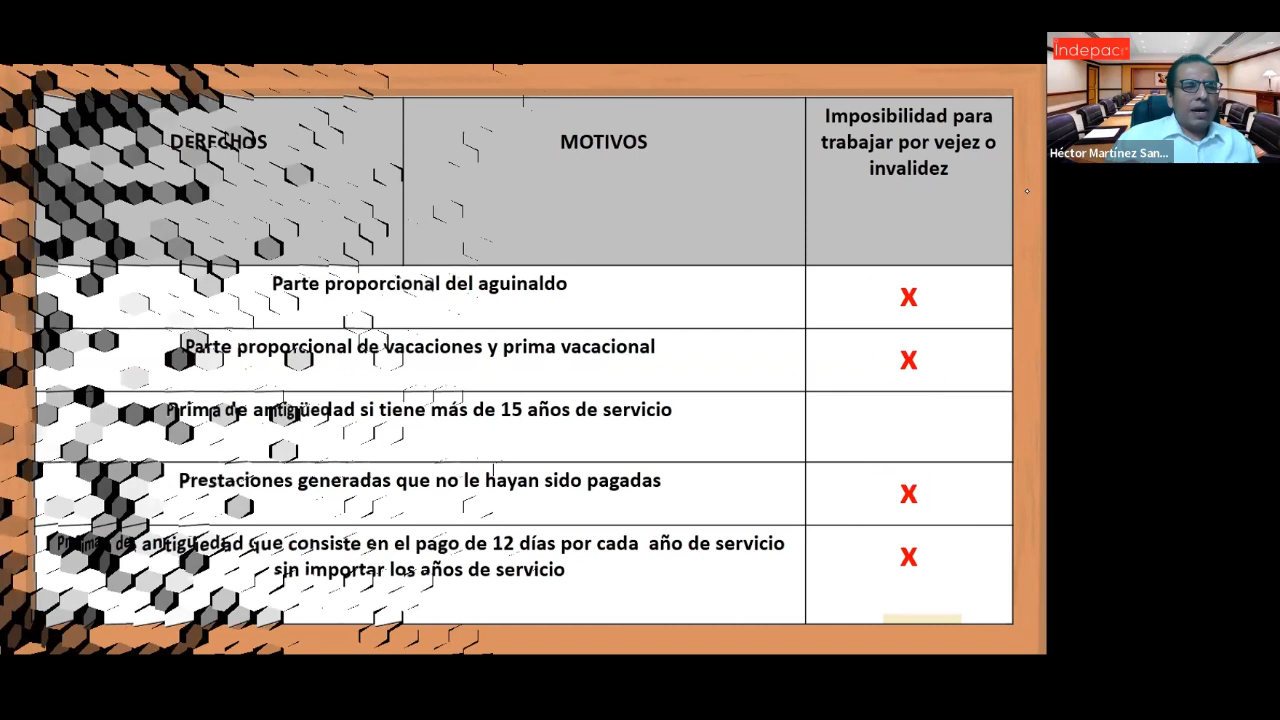 Indepac
Héctor Martínez San...
DERECHOS
MOTIVOS
Imposibilidad para
trabajar por vejez o
invalidez
Parte proporcional del aguinaldo
X
Parte proporcional de vacaciones y prima vacacional
X
Prima de antigüedad si tiene más de 15 años de servicio
Prestaciones generadas que no le hayan sido pagadas
X
Prima de antigüedad que consiste en el pago de 12 días por cada año de servicio
sin importar los años de servicio
X